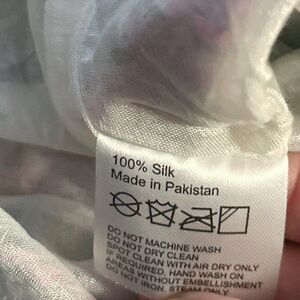 100% Silk
Made in Pakistan
DO NOT MACHINE WASH
DO NOT DRY CLEAN
SPOT CLEAN WITH AIR DRY ONLY
IF REQUIRED, HAND WASH ON
AREAS WITHOUT EMBELLISHMENT
DO NOT IRON, STEAM ONLY